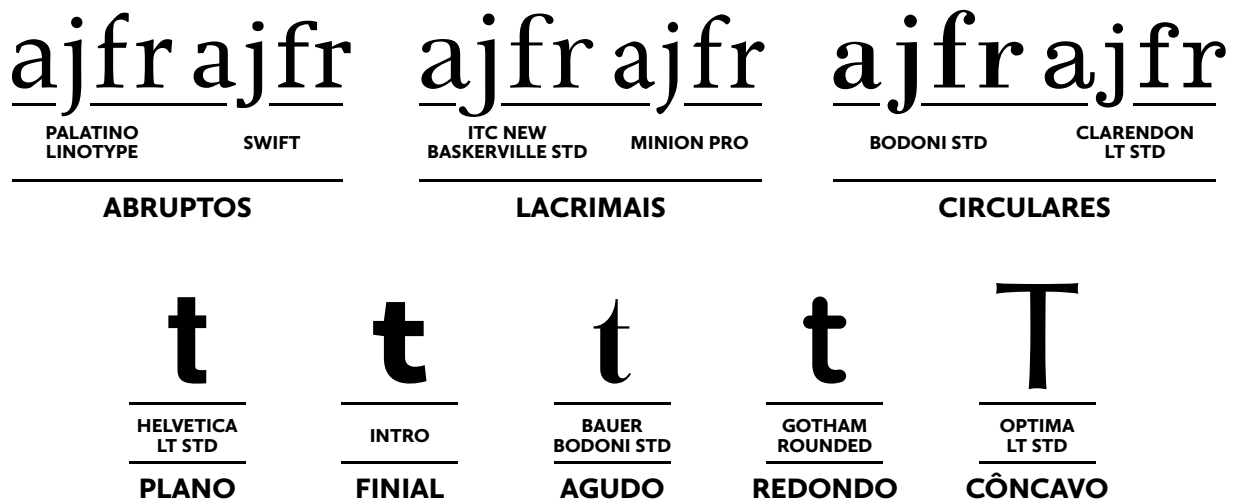 ajfr ajfr
PALATINO
LINOTYPE
SWIFT
ABRUPTOS
ajfr ajfr
ITC NEW
BASKERVILLE STD
MINION PRO
LACRIMAIS
ajfr ajfr
BODONI STD
CLARENDON
LT STD
CIRCULARES
t
HELVETICA
LT STD
PLANO
t
INTRO
FINIAL
t
BAUER
BODONI STD
AGUDO
t
GOTHAM
ROUNDED
REDONDO
T
OPTIMA
LT STD
CÔNCAVO